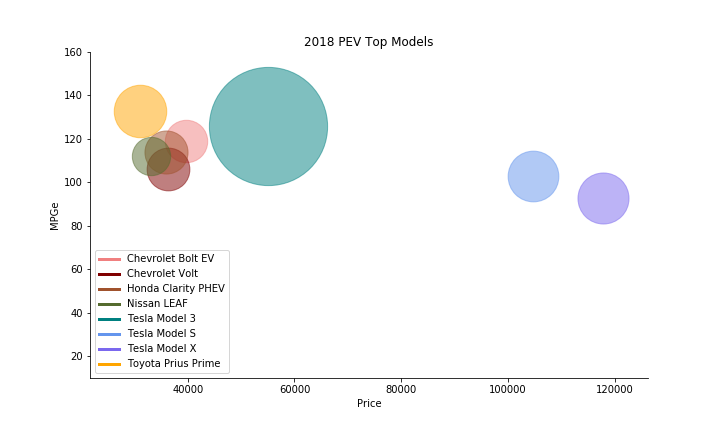 2018 PEV Top Models
160
140
120
100
80
60
40
20
MPGe
Chevrolet Bolt EV
Chevrolet Volt
Honda Clarity PHEV
Nissan LEAF
Tesla Model 3
Tesla Model S
Tesla Model X
Toyota Prius Prime
40000 60000 80000 100000 120000
Price